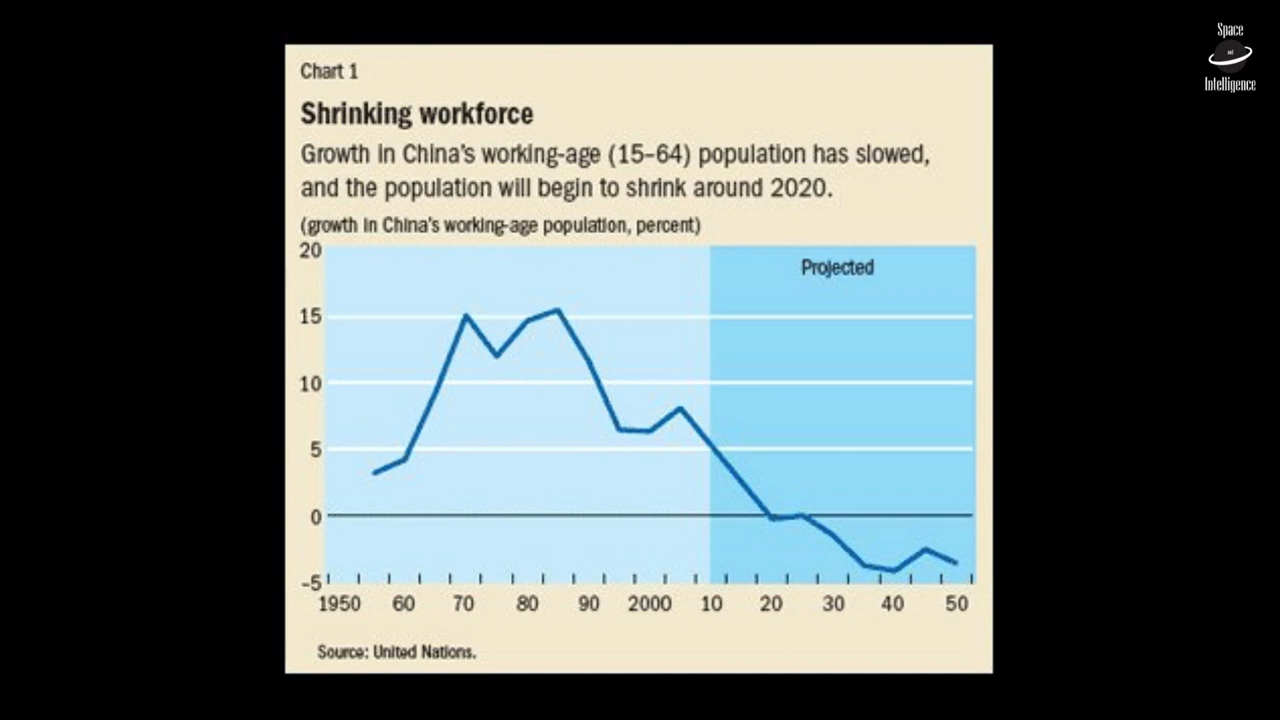 Space
and
Intelligence
Chart 1
Shrinking workforce
Growth in China's working-age (15–64) population has slowed,
and the population will begin to shrink around 2020.
(growth in China's working-age population, percent)
20
Projected
15
10
5
0
–5
1950 60 70 80 90 2000 10 20 30 40 50
Source: United Nations.